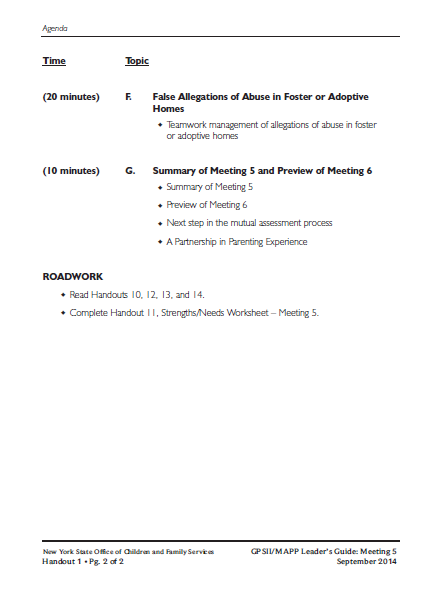 Agenda
Time Topic
(20 minutes) F. False Allegations of Abuse in Foster or Adoptive
Homes
✦ Teamwork management of allegations of abuse in foster
or adoptive homes
(10 minutes) G. Summary of Meeting 5 and Preview of Meeting 6
✦ Summary of Meeting 5
✦ Preview of Meeting 6
✦ Next step in the mutual assessment process
✦ A Partnership in Parenting Experience
ROADWORK
✦ Read Handouts 10, 12, 13, and 14.
✦ Complete Handout 11, Strengths/Needs Worksheet – Meeting 5.
New York State Office of Children and Family Services GPSII/MAPP Leader's Guide: Meeting 5
Handout 1 • Pg. 2 of 2 September 2014